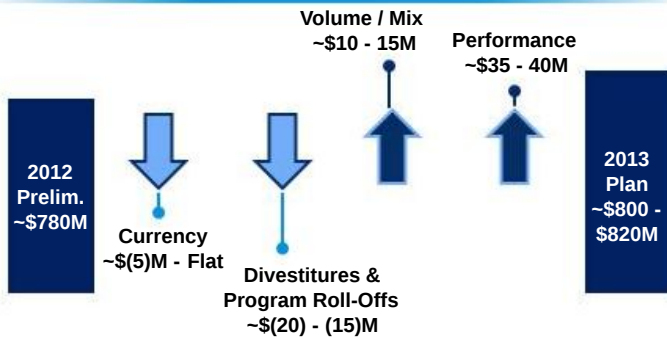 Volume / Mix
~$10 - 15M
Performance
~$35 - 40M
2012
Prelim.
~$780M
Currency
~$(5)M - Flat
Divestitures &
Program Roll-Offs
~$(20) - (15)M
2013
Plan
~$800 -
$820M